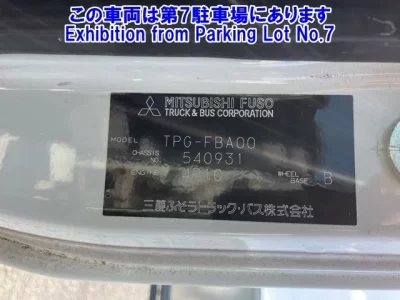 この車両は第7駐車場にあります
Exhibition from Parking Lot No.7
MITSUBISHI FUSO
TRUCK & BUS CORPORATION
MODEL TPG-FBA00
CHASSIS NO. 540931
ENGINE WHEEL BASE B
三菱ふそうトラック・バス株式会社